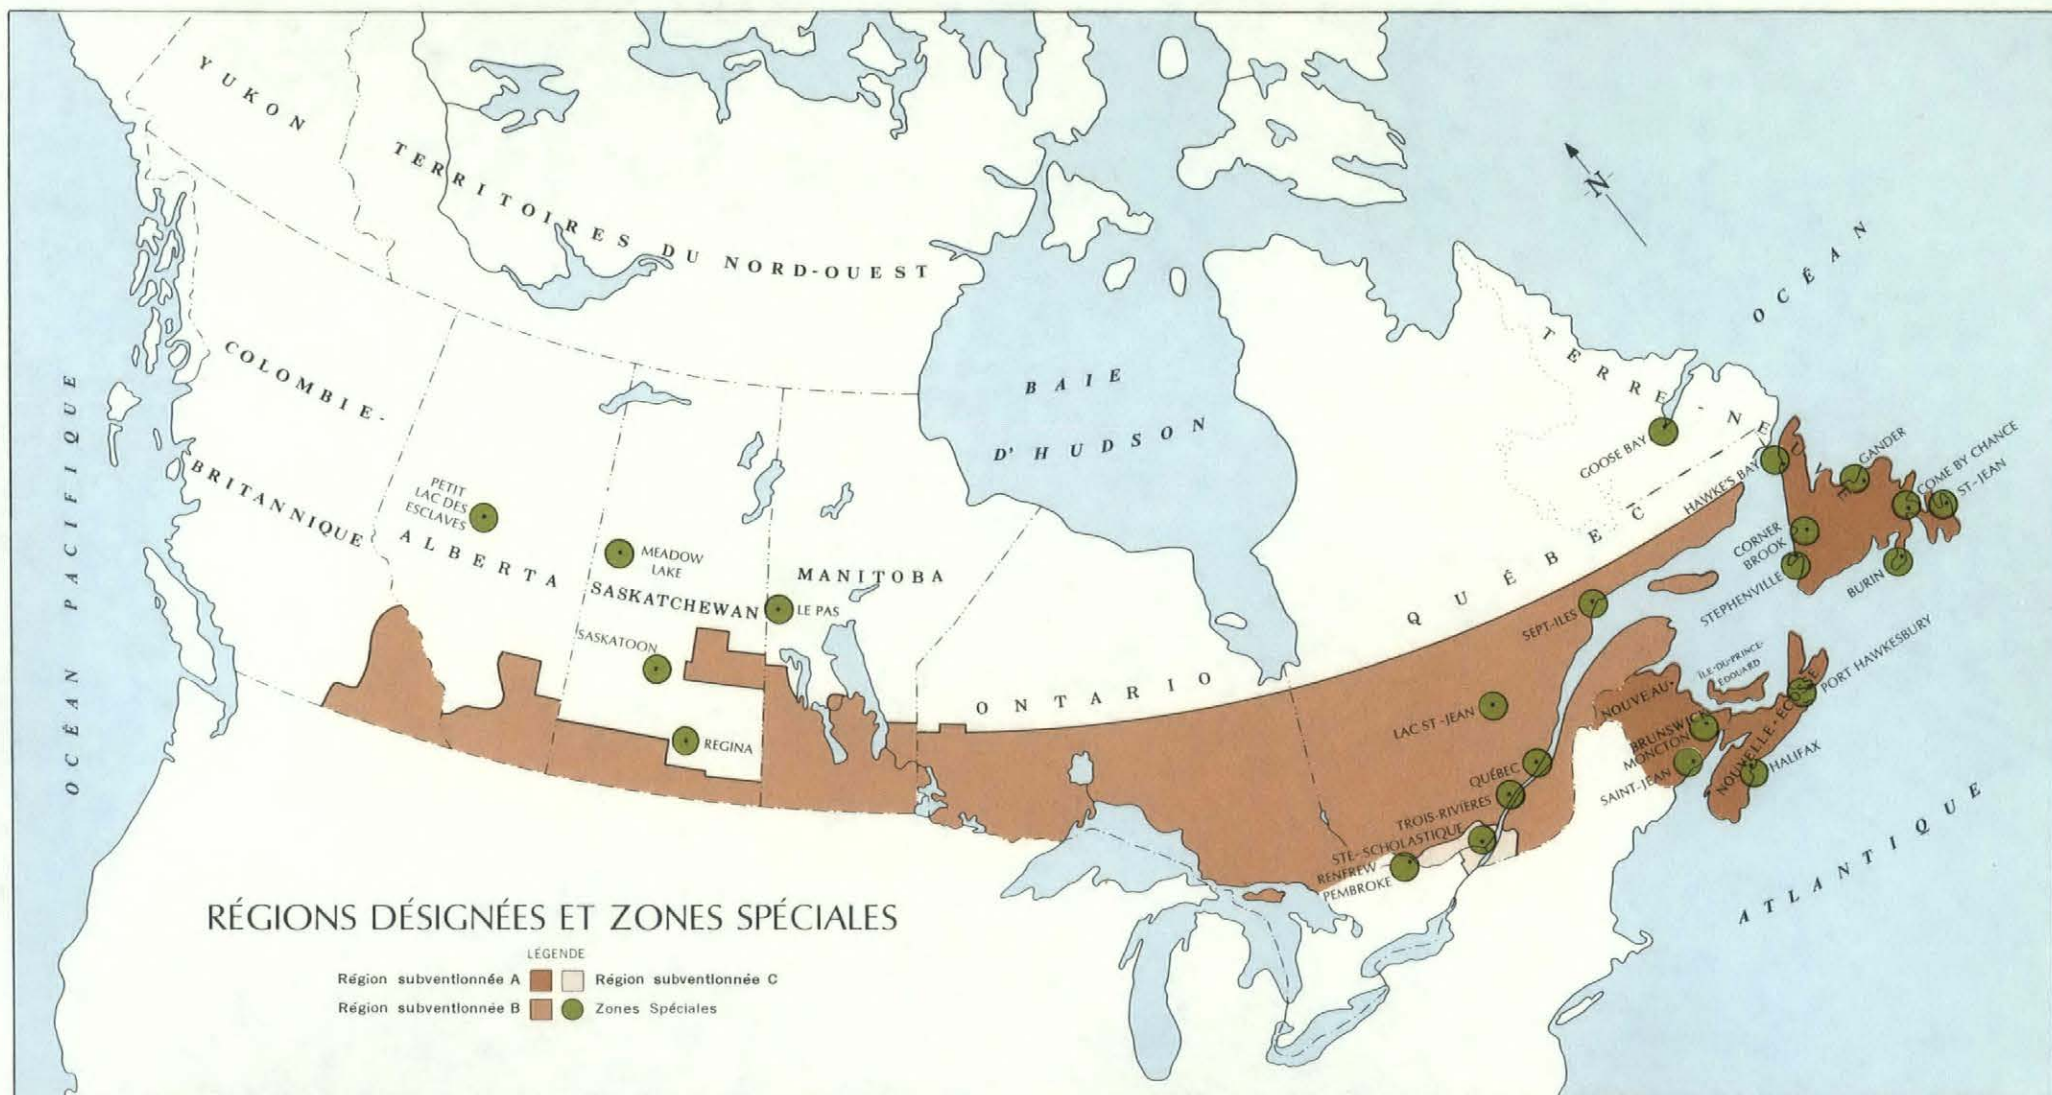 YUKON
TERRITOIRES DU NORD-OUEST
N
OCÉAN
ATLANTIQUE
OCÉAN PACIFIQUE
COLOMBIE-
BRITANNIQUE
BAIE
D'HUDSON
TERRE-NEUVE
PETIT
LAC DES
ESCLAVES
ALBERTA
MEADOW
LAKE
SASKATCHEWAN
MANITOBA
LE PAS
SASKATOON
REGINA
ONTARIO
QUÉBEC
GOOSE BAY
HAWKE'S BAY
GANDER
COME BY CHANCE
ST-JEAN
CORNER
BROOK
STEPHENVILLE
BURIN
SEPT-ILES
ÎLE-DU-PRINCE-
EDOUARD
PORT HAWKESBURY
NOUVEAU-
BRUNSWICK
MONCTON
SAINT-JEAN
NOUVELLE-ECOSSE
HALIFAX
LAC ST-JEAN
QUÉBEC
TROIS-RIVIÈRES
STE-SCHOLASTIQUE
RENFREW
PEMBROKE
RÉGIONS DÉSIGNÉES ET ZONES SPÉCIALES
LÉGENDE
Région subventionnée A
Région subventionnée C
Région subventionnée B
Zones Spéciales